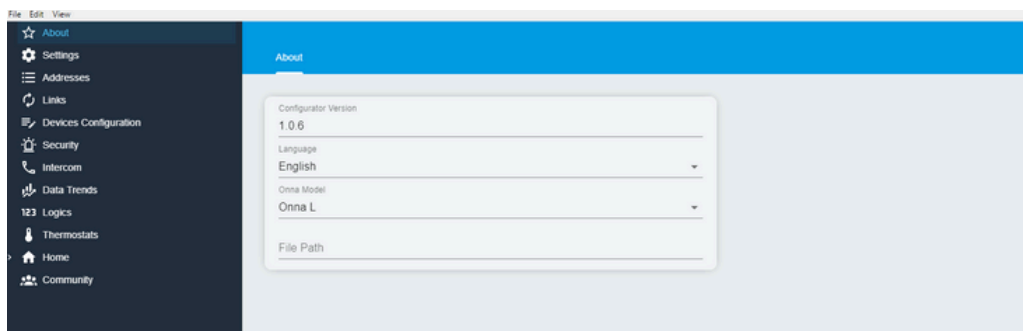 File Edit View
About
Settings
Addresses
Links
Devices Configuration
Security
Intercom
Data Trends
123 Logics
Thermostats
Home
Community
About
Configurator Version
1.0.6
Language
English
Onna Model
Onna L
File Path